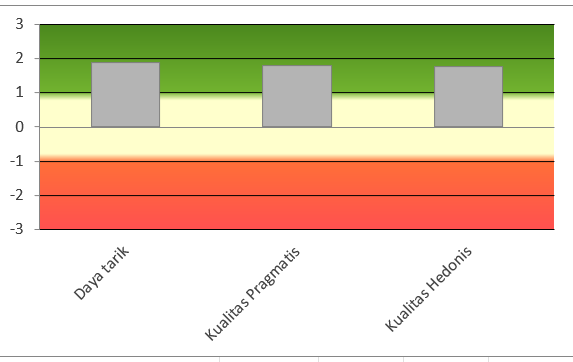 3
2
1
0
-1
-2
-3
Daya tarik
Kualitas Pragmatis
Kualitas Hedonis